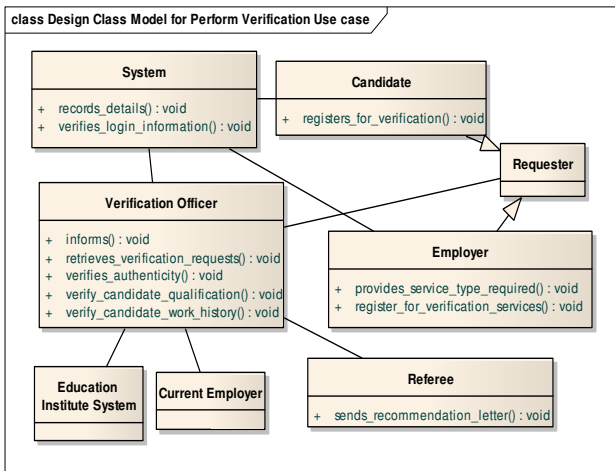 class Design Class Model for Perform Verification Use case
System
+ records_details() : void
+ verifies_login_information() : void
Candidate
+ registers_for_verification() : void
Requester
Verification Officer
+ informs() : void
+ retrieves_verification_requests() : void
+ verifies_authenticity() : void
+ verify_candidate_qualification() : void
+ verify_candidate_work_history() : void
Employer
+ provides_service_type_required() : void
+ register_for_verification_services() : void
Education
Institute System
Current Employer
Referee
+ sends_recommendation_letter() : void